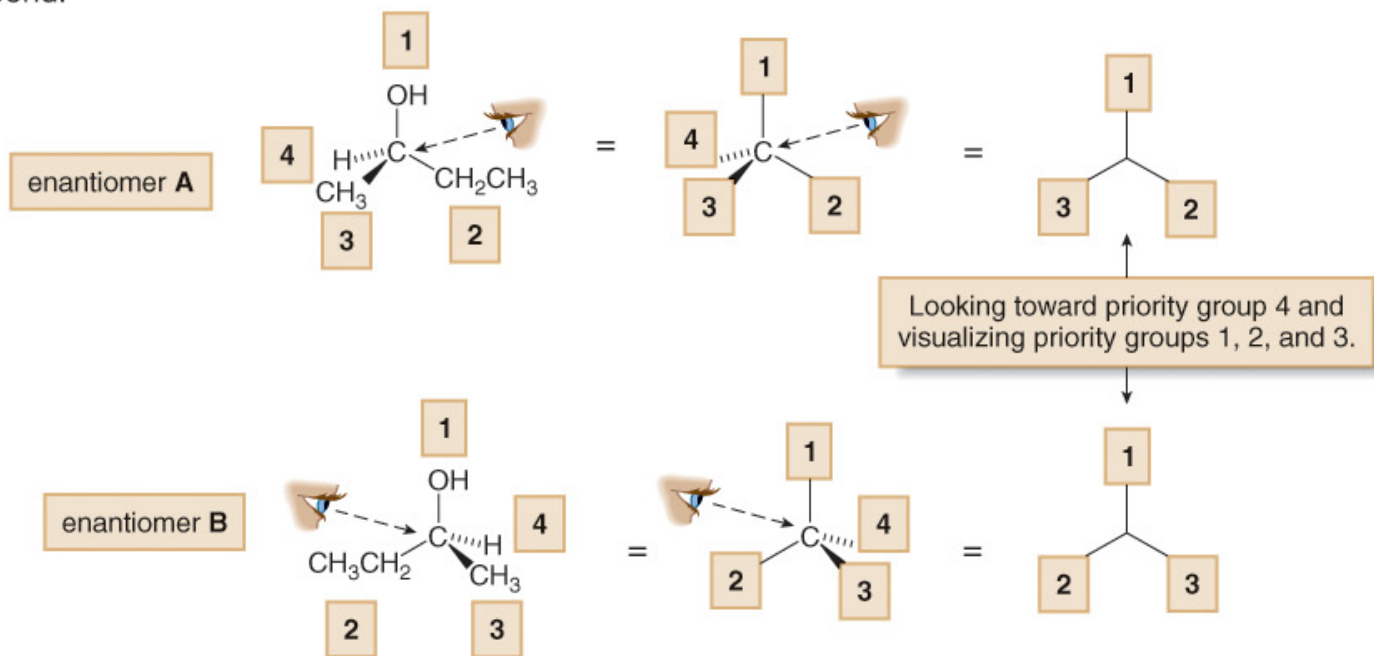 1
OH
4
H
C
CH₃
CH₂CH₃
3
2
enantiomer A
=
1
4
C
3
2
=
1
3
2
Looking toward priority group 4 and
visualizing priority groups 1, 2, and 3.
1
OH
enantiomer B
4
C
H
CH₃CH₂
CH₃
2
3
=
1
4
C
2
3
=
1
2
3